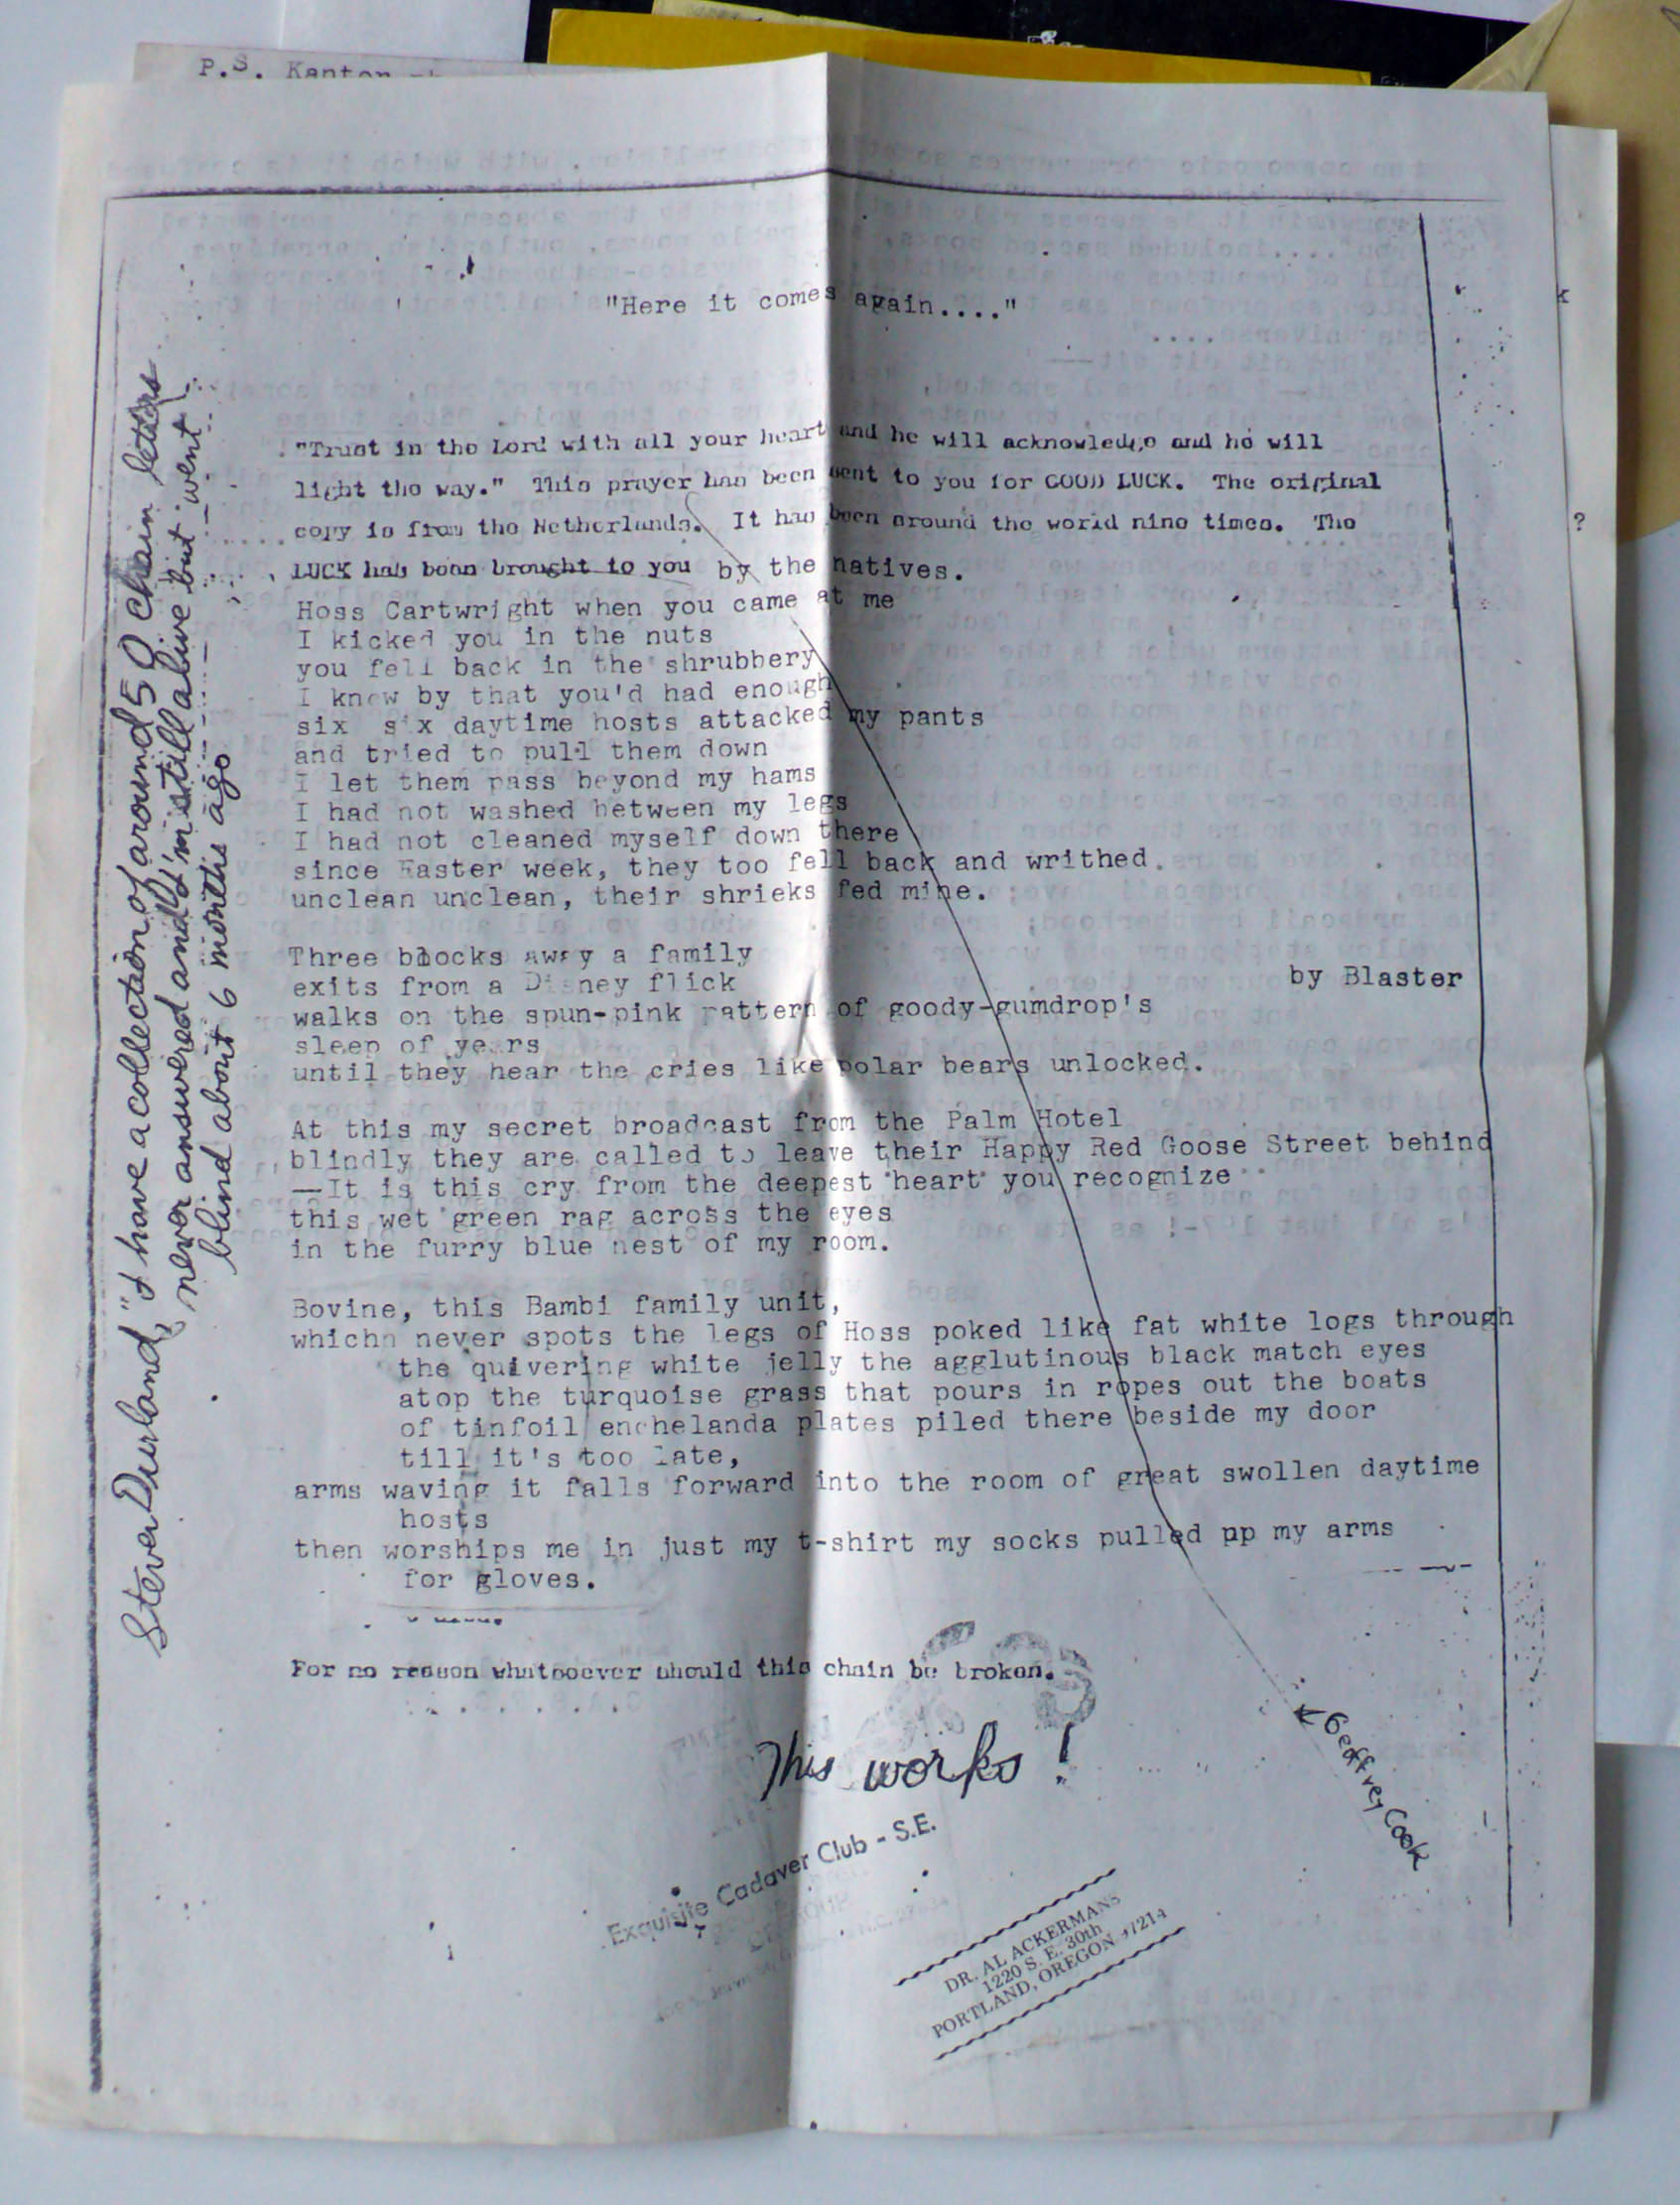 P.S. Kantor
"Here it comes again...."
"Trust in the Lord with all your heart and he will acknowledge and he will
light the way." This prayer has been sent to you for GOOD LUCK. The original
copy is from the Netherlands. It has been around the world nine times. The
LUCK has been brought to you by the natives.
Hoss Cartwright when you came at me
I kicked you in the nuts
you fell back in the shrubbery
I knew by that you'd had enough
six six daytime hosts attacked my pants
and tried to pull them down
I let them pass beyond my hams
I had not washed between my legs
I had not cleaned myself down there
since Easter week, they too fell back and writhed.
unclean unclean, their shrieks fed mine.
Three blocks away a family
exits from a Disney flick
by Blaster
walks on the spun-pink pattern of goody-gumdrop's
sleep of years
until they hear the cries like polar bears unlocked.
At this my secret broadcast from the Palm Hotel
blindly they are called to leave their Happy Red Goose Street behind
—It is this cry from the deepest heart you recognize
this wet green rag across the eyes
in the furry blue nest of my room.
Bovine, this Bambi family unit,
which never spots the legs of Hoss poked like fat white logs through
the quivering white jelly the agglutinous black match eyes
atop the turquoise grass that pours in ropes out the boats
of tinfoil enchelanda plates piled there beside my door
till it's too late,
arms waving it falls forward into the room of great swollen daytime
hosts
then worships me in just my t-shirt my socks pulled up my arms
for gloves.
For no reason whatsoever should this chain be broken.
This works!
Geoffrey Cook
Exquisite Cadaver Club - S.E.
DR. AL ACKERMANS
1220 S. E. 30th
PORTLAND, OREGON 97214
Steve Durland, "I have a collection of around 50 chain letters
never answered and I'm still alive but went
blind about 6 months ago
?